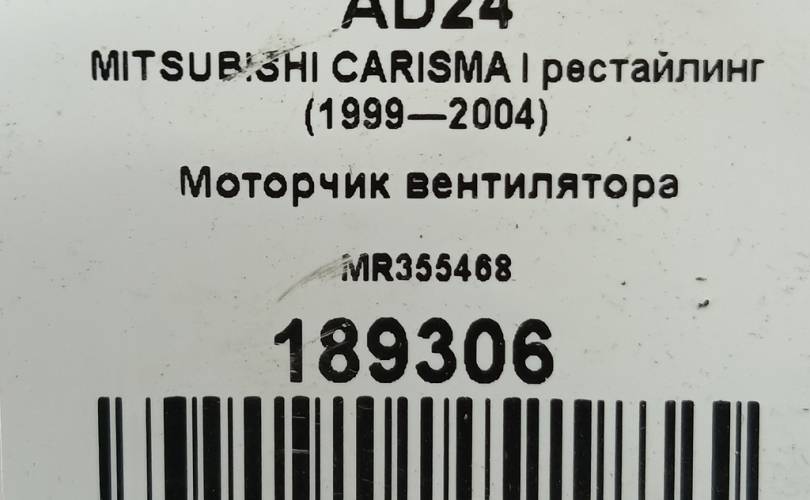 AD24
MITSUBISHI CARISMA I рестайлинг
(1999—2004)
Моторчик вентилятора
MR355468
189306